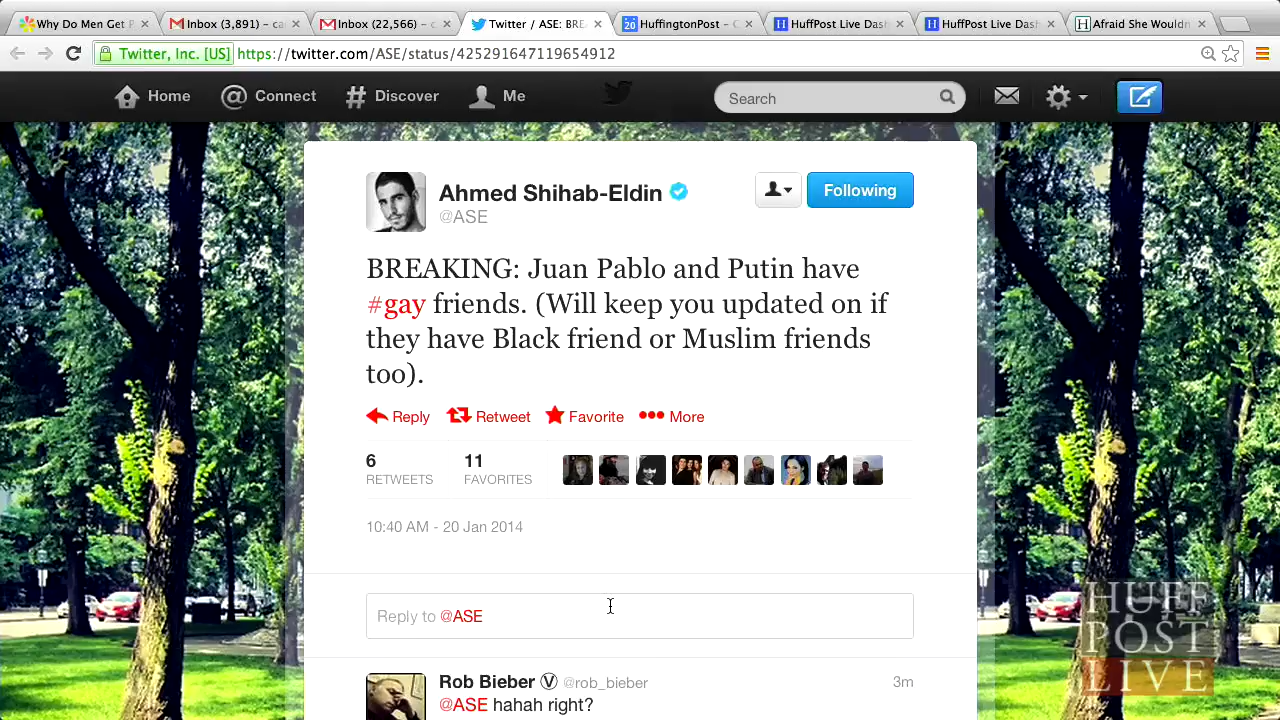 Why Do Men Get P
Inbox (3,891) – ca
Inbox (22,566) – c
Twitter / ASE: BRE
HuffingtonPost – C
HuffPost Live Das
HuffPost Live Das
Afraid She Wouldn
Twitter, Inc. [US] https://twitter.com/ASE/status/425291647119654912
Home
Connect
Discover
Me
Search
Ahmed Shihab-Eldin
@ASE
Following
BREAKING: Juan Pablo and Putin have
#gay friends. (Will keep you updated on if
they have Black friend or Muslim friends
too).
Reply Retweet Favorite More
6 11
RETWEETS FAVORITES
10:40 AM - 20 Jan 2014
Reply to @ASE
Rob Bieber Ⓥ @rob_bieber 3m
@ASE hahah right?
HUFF
POST
LIVE